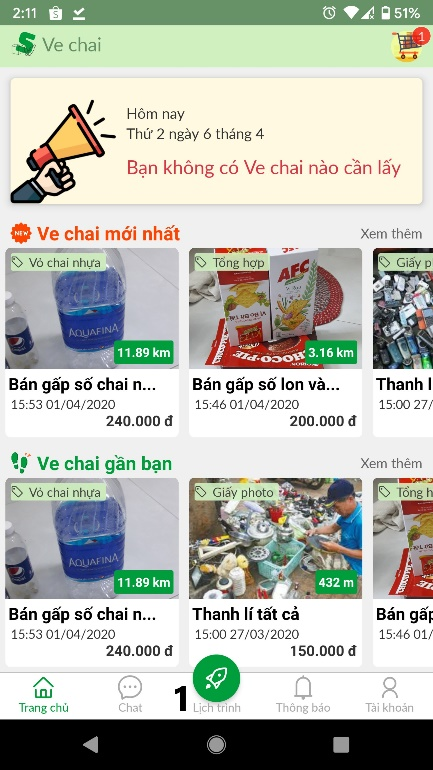 2:11
51%
Ve chai
1
Hôm nay
Thứ 2 ngày 6 tháng 4
Bạn không có Ve chai nào cần lấy
NEW
Ve chai mới nhất
Xem thêm
Vỏ chai nhựa
AQUAFINA
11.89 km
Bán gấp số chai n...
15:53 01/04/2020
240.000 đ
Tổng hợp
AFC
CHOCO-PIE
3.16 km
Bán gấp số lon và...
15:46 01/04/2020
200.000 đ
Giấy p
Thanh l
15:00 27/
Ve chai gần bạn
Xem thêm
Vỏ chai nhựa
AQUAFINA
11.89 km
Bán gấp số chai n...
15:53 01/04/2020
240.000 đ
Giấy photo
432 m
Thanh lí tất cả
15:00 27/03/2020
150.000 đ
Tổng h
Bán gấp
15:46 01/
Trang chủ
Chat
1
Lịch trình
Thông báo
Tài khoản